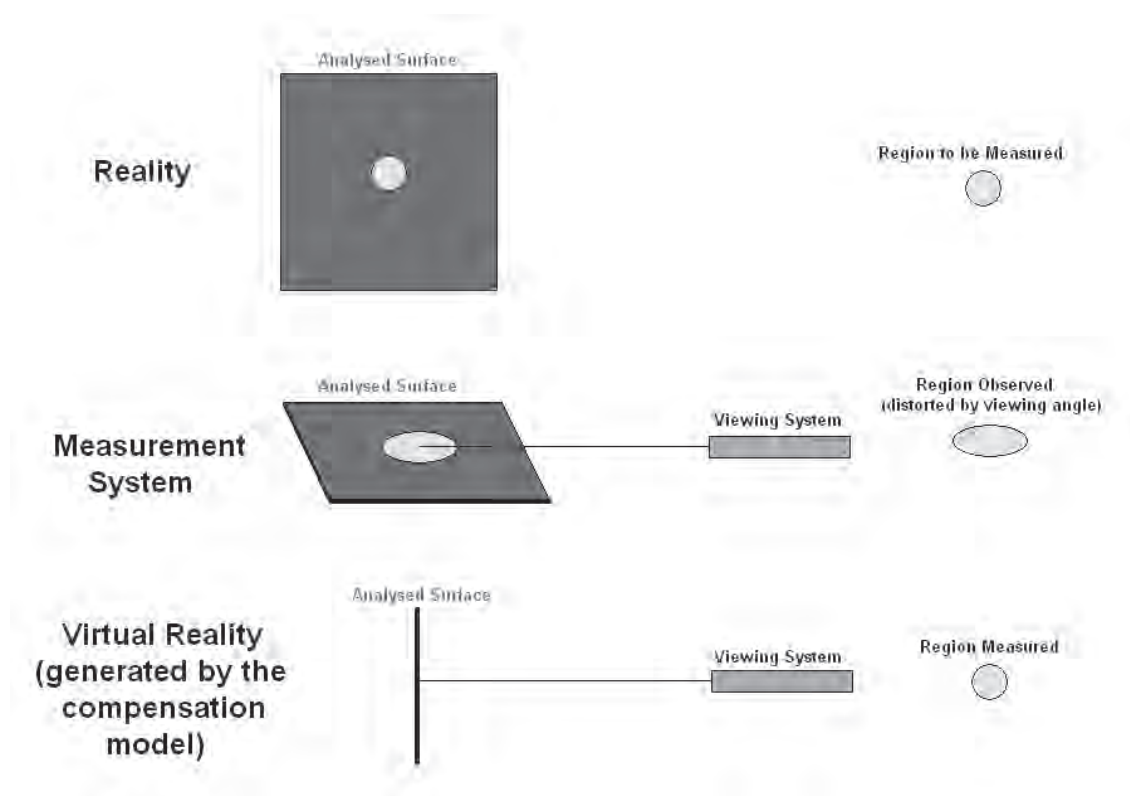 Analysed Surface
Reality
Region to be Measured
Analysed Surface
Region Observed
(distorted by viewing angle)
Viewing System
Measurement
System
Analysed Surface
Virtual Reality
(generated by the
compensation
model)
Viewing System
Region Measured